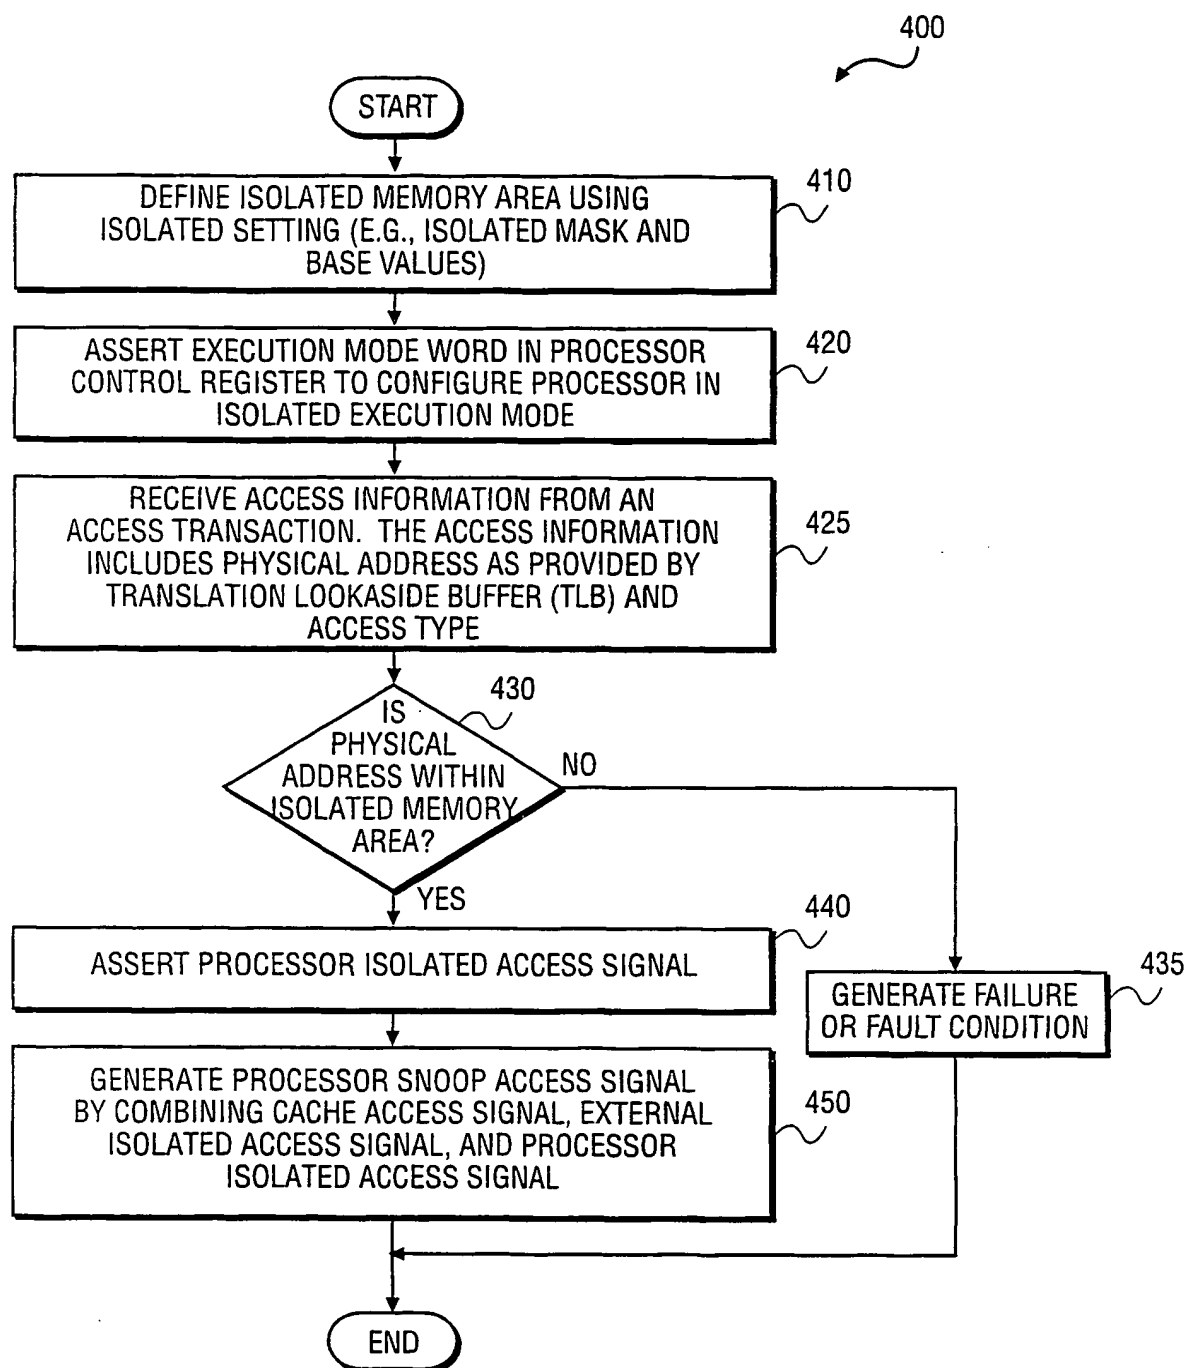 400
START
DEFINE ISOLATED MEMORY AREA USING
ISOLATED SETTING (E.G., ISOLATED MASK AND
BASE VALUES)
410
ASSERT EXECUTION MODE WORD IN PROCESSOR
CONTROL REGISTER TO CONFIGURE PROCESSOR IN
ISOLATED EXECUTION MODE
420
RECEIVE ACCESS INFORMATION FROM AN
ACCESS TRANSACTION. THE ACCESS INFORMATION
INCLUDES PHYSICAL ADDRESS AS PROVIDED BY
TRANSLATION LOOKASIDE BUFFER (TLB) AND
ACCESS TYPE
425
430
IS
PHYSICAL
ADDRESS WITHIN
ISOLATED MEMORY
AREA?
NO
YES
440
ASSERT PROCESSOR ISOLATED ACCESS SIGNAL
435
GENERATE FAILURE
OR FAULT CONDITION
GENERATE PROCESSOR SNOOP ACCESS SIGNAL
BY COMBINING CACHE ACCESS SIGNAL, EXTERNAL
ISOLATED ACCESS SIGNAL, AND PROCESSOR
ISOLATED ACCESS SIGNAL
450
END